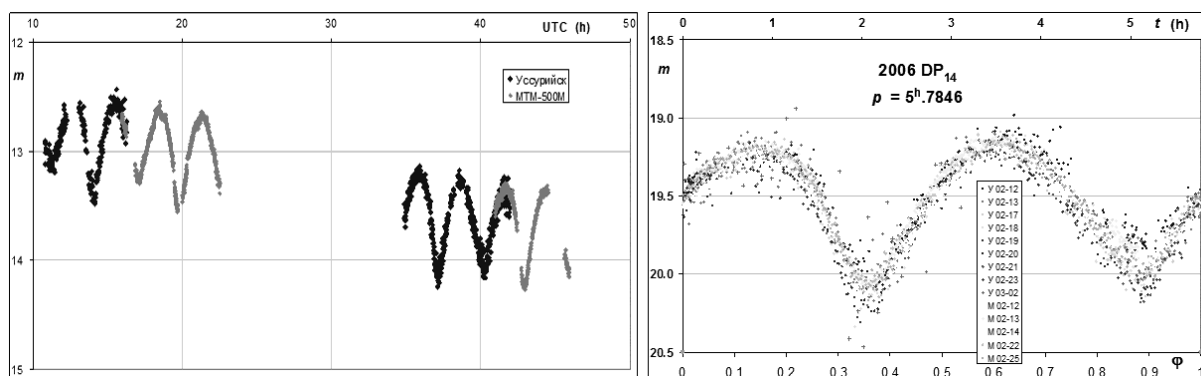 10 20 30 40 UTC (h) 50
12
m
13
14
15
Уссурийск
МТМ-500М
0 1 2 3 4 5 t (h)
18.5
m
19.0
19.5
20.0
20.5
2006 DP14
p = 5h.7846
У 02-12
У 02-13
У 02-17
У 02-18
У 02-19
У 02-20
У 02-21
У 02-23
У 03-02
М 02-12
М 02-13
М 02-14
М 02-22
М 02-25
0 0.1 0.2 0.3 0.4 0.5 0.6 0.7 0.8 0.9 φ